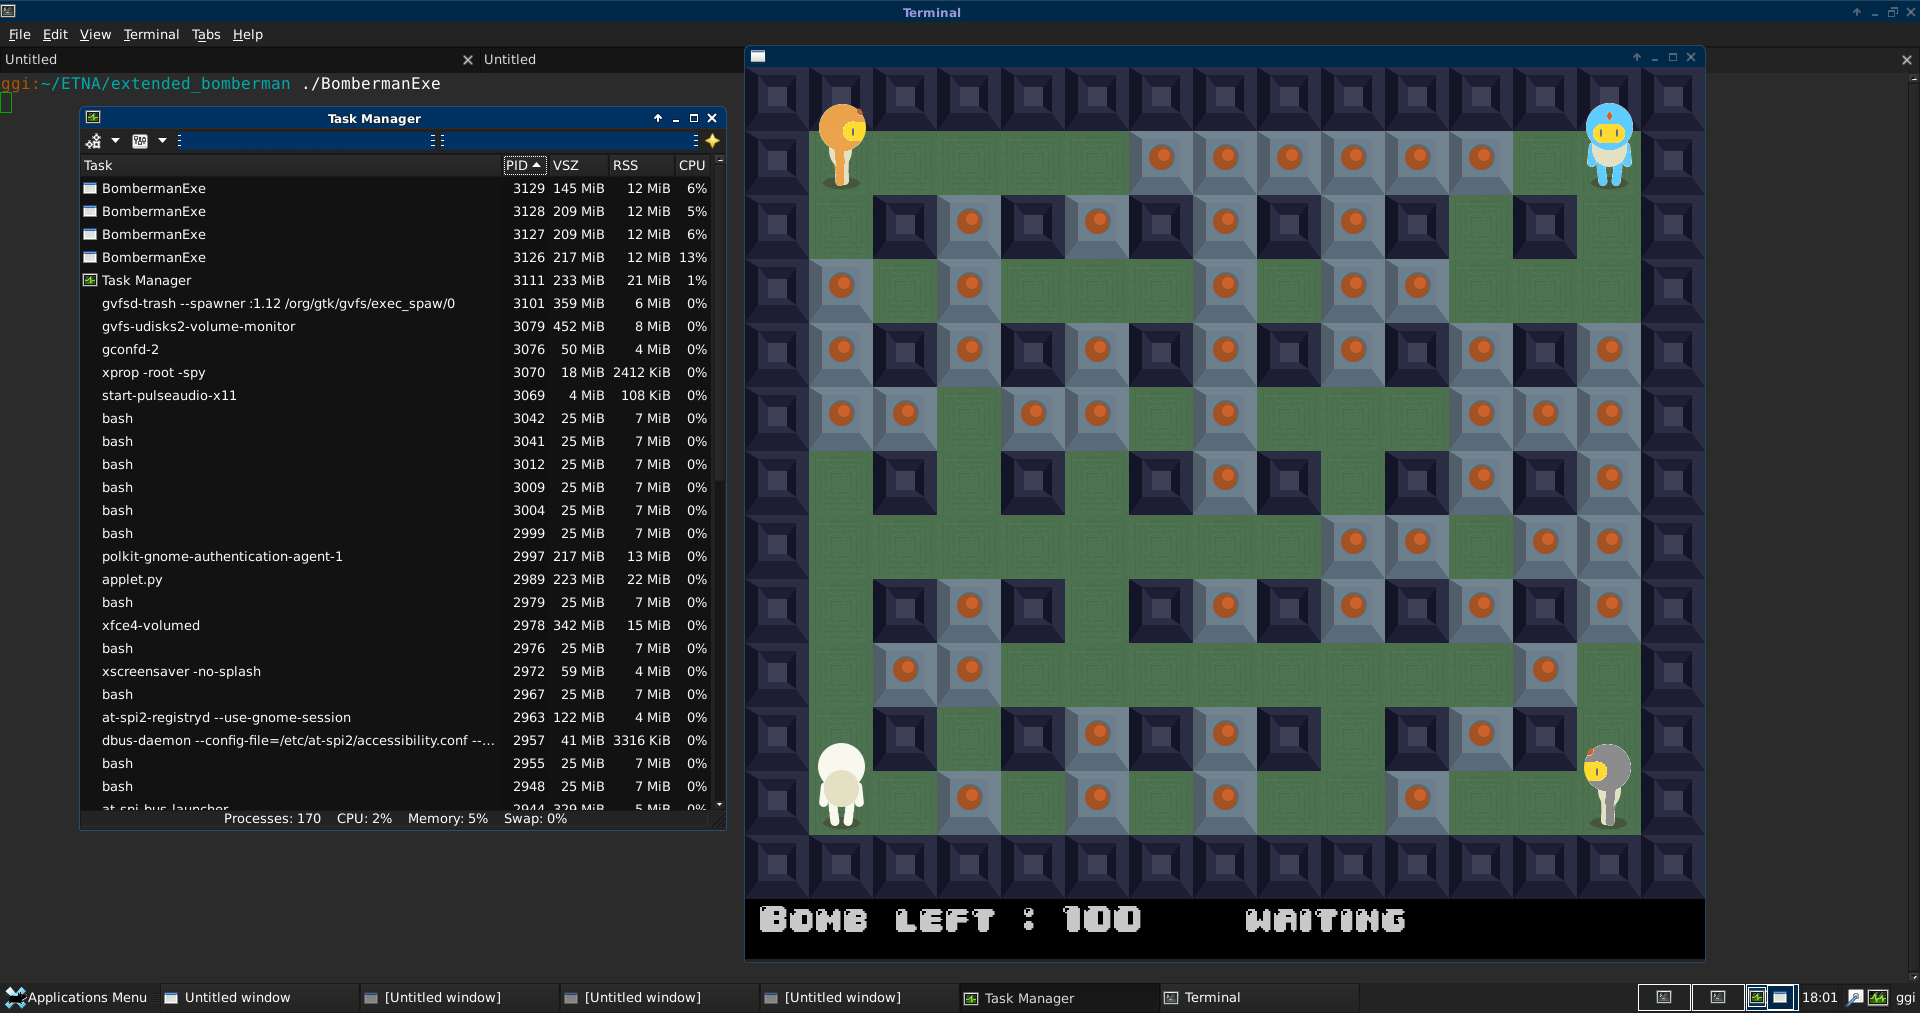 Terminal
File Edit View Terminal Tabs Help
Untitled Untitled
ggi:~/ETNA/extended_bomberman ./BombermanExe
Task Manager
Task PID VSZ RSS CPU
BombermanExe 3129 145 MiB 12 MiB 6%
BombermanExe 3128 209 MiB 12 MiB 5%
BombermanExe 3127 209 MiB 12 MiB 6%
BombermanExe 3126 217 MiB 12 MiB 13%
Task Manager 3111 233 MiB 21 MiB 1%
gvfsd-trash --spawner :1.12 /org/gtk/gvfs/exec_spaw/0 3101 359 MiB 6 MiB 0%
gvfs-udisks2-volume-monitor 3079 452 MiB 8 MiB 0%
gconfd-2 3076 50 MiB 4 MiB 0%
xprop -root -spy 3070 18 MiB 2412 KiB 0%
start-pulseaudio-x11 3069 4 MiB 108 KiB 0%
bash 3042 25 MiB 7 MiB 0%
bash 3041 25 MiB 7 MiB 0%
bash 3012 25 MiB 7 MiB 0%
bash 3009 25 MiB 7 MiB 0%
bash 3004 25 MiB 7 MiB 0%
bash 2999 25 MiB 7 MiB 0%
polkit-gnome-authentication-agent-1 2997 217 MiB 13 MiB 0%
applet.py 2989 223 MiB 22 MiB 0%
bash 2979 25 MiB 7 MiB 0%
xfce4-volumed 2978 342 MiB 15 MiB 0%
bash 2976 25 MiB 7 MiB 0%
xscreensaver -no-splash 2972 59 MiB 4 MiB 0%
bash 2967 25 MiB 7 MiB 0%
at-spi2-registryd --use-gnome-session 2963 122 MiB 4 MiB 0%
dbus-daemon --config-file=/etc/at-spi2/accessibility.conf --... 2957 41 MiB 3316 KiB 0%
bash 2955 25 MiB 7 MiB 0%
bash 2948 25 MiB 7 MiB 0%
at-spi-bus-launcher 2944 329 MiB 5 MiB 0%
Processes: 170 CPU: 2% Memory: 5% Swap: 0%
BOMB LEFT : 100 WAITING
Applications Menu Untitled window [Untitled window] [Untitled window] [Untitled window] Task Manager Terminal 18:01 ggi